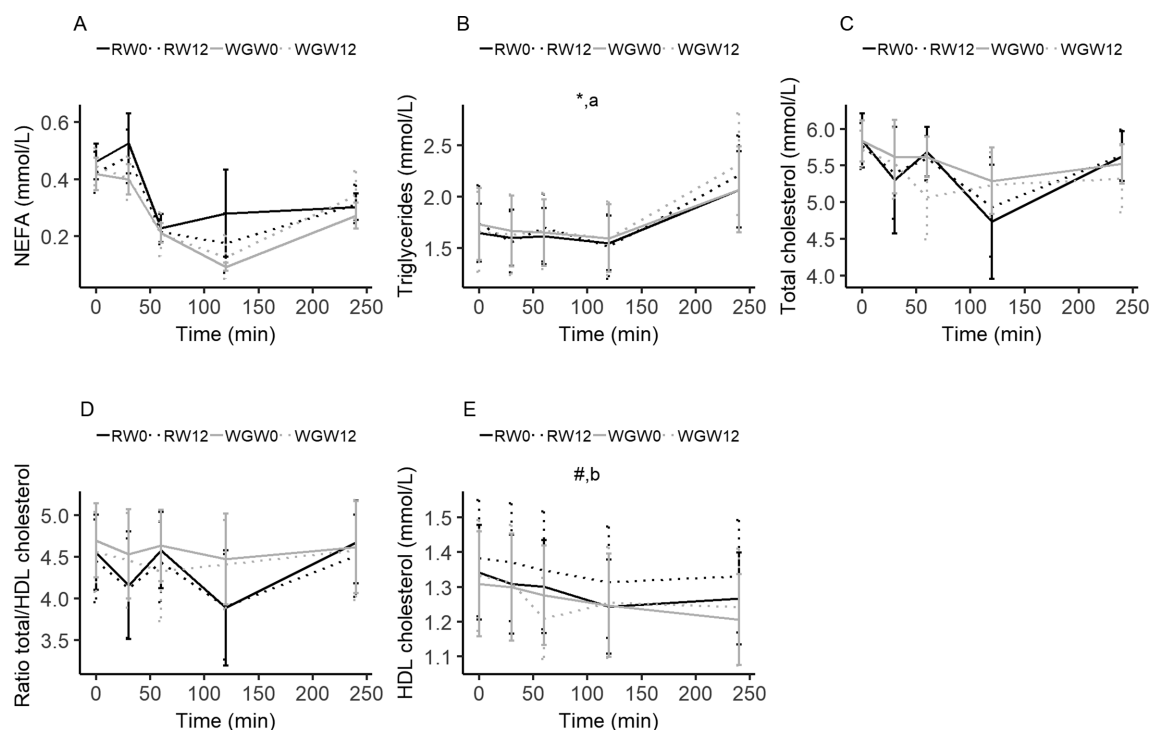 A
RW0 RW12 WGW0 WGW12
NEFA (mmol/L)
0.6
0.4
0.2
0 50 100 150 200 250
Time (min)
B
RW0 RW12 WGW0 WGW12
*,a
Triglycerides (mmol/L)
2.5
2.0
1.5
0 50 100 150 200 250
Time (min)
C
RW0 RW12 WGW0 WGW12
Total cholesterol (mmol/L)
6.0
5.5
5.0
4.5
4.0
0 50 100 150 200 250
Time (min)
D
RW0 RW12 WGW0 WGW12
Ratio total/HDL cholesterol
5.0
4.5
4.0
3.5
0 50 100 150 200 250
Time (min)
E
RW0 RW12 WGW0 WGW12
#,b
HDL cholesterol (mmol/L)
1.5
1.4
1.3
1.2
1.1
0 50 100 150 200 250
Time (min)